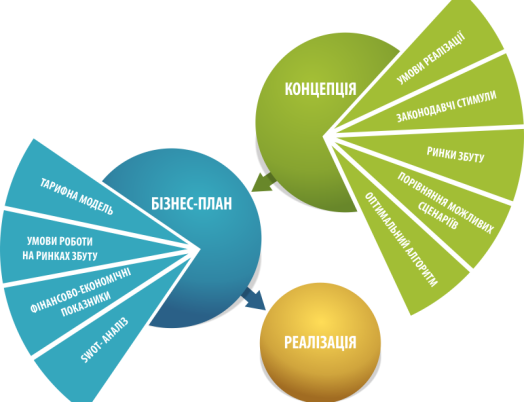 КОНЦЕПЦІЯ
УМОВИ РЕАЛІЗАЦІЇ
ЗАКОНОДАВЧІ СТИМУЛИ
РИНКИ ЗБУТУ
ПОРІВНЯННЯ МОЖЛИВИХ
СЦЕНАРІЇВ
ОПТИМАЛЬНИЙ АЛГОРИТМ
БІЗНЕС-ПЛАН
ТАРИФНА МОДЕЛЬ
УМОВИ РОБОТИ
НА РИНКАХ ЗБУТУ
ФІНАНСОВО-ЕКОНОМІЧНІ
ПОКАЗНИКИ
SWOT- АНАЛІЗ
РЕАЛІЗАЦІЯ